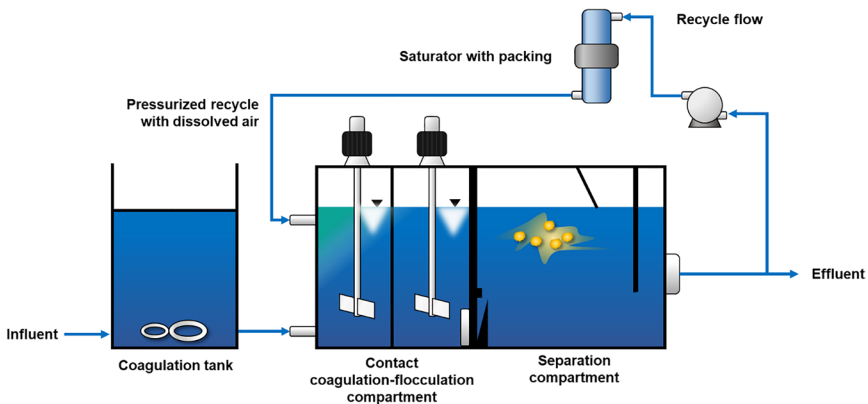 Recycle flow
Saturator with packing
Pressurized recycle
with dissolved air
Influent
Effluent
Coagulation tank
Contact
coagulation-flocculation
compartment
Separation
compartment